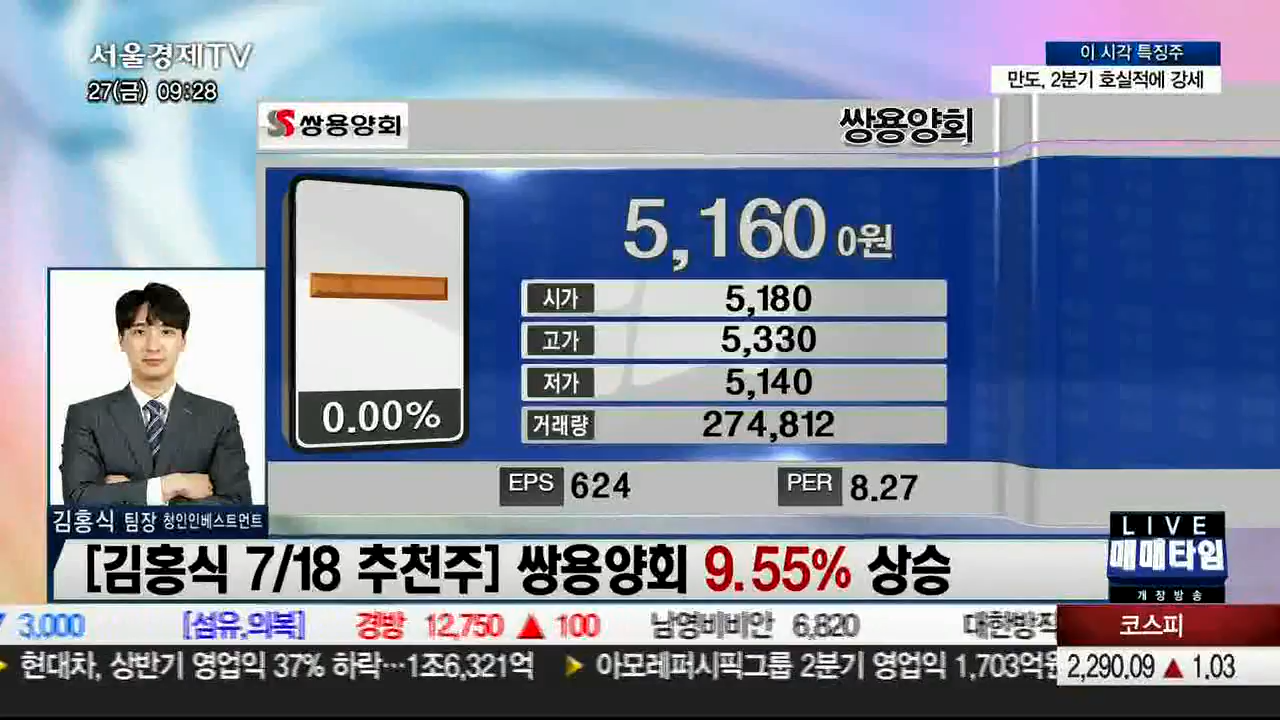 서울경제TV
27(금) 09:28
이 시각 특징주
만도, 2분기 호실적에 강세
쌍용양회
쌍용양회
5,160 0원
0.00%
시가 5,180
고가 5,330
저가 5,140
거래량 274,812
EPS 624
PER 8.27
김홍식 팀장 청인인베스트먼트
[김홍식 7/18 추천주] 쌍용양회 9.55% 상승
LIVE
매매타임
개장방송
3,000 [섬유,의복] 경방 12,750 ▲ 100 남영비비안 6,820 대한방직
코스피
현대차, 상반기 영업익 37% 하락…1조6,321억 아모레퍼시픽그룹 2분기 영업익 1,703억원
2,290.09 ▲ 1.03